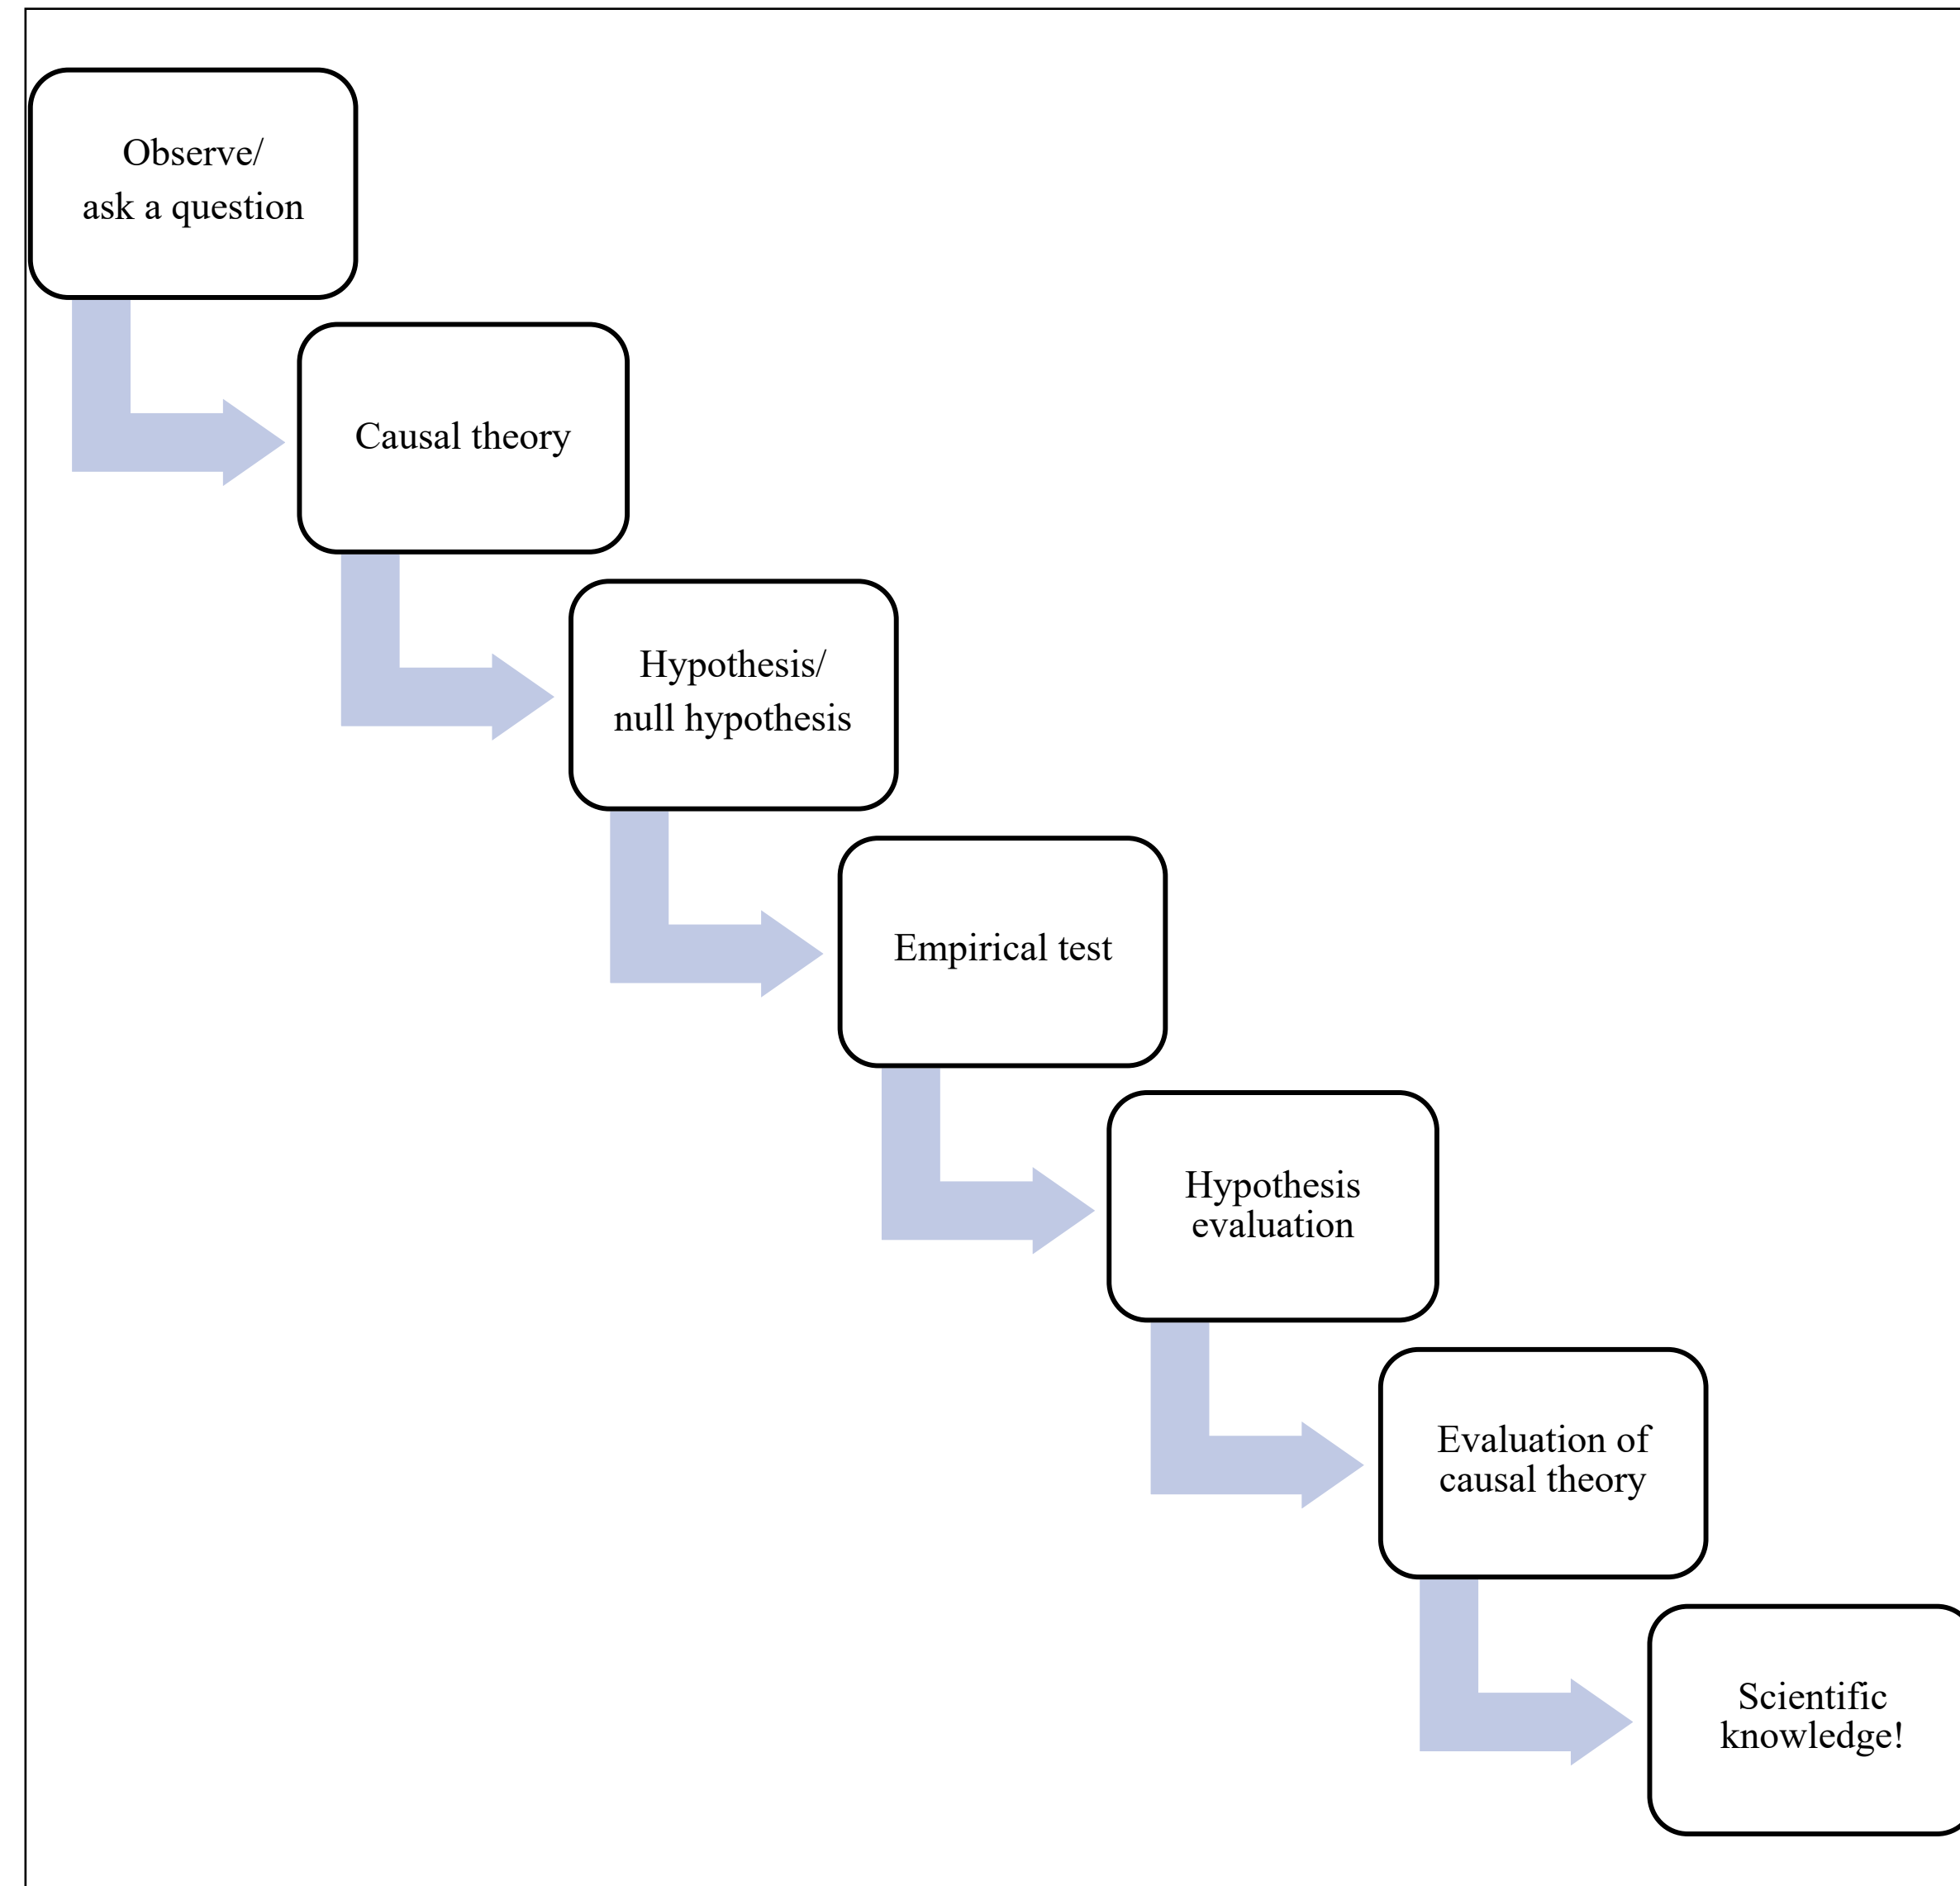 Observe/
ask a question
Causal theory
Hypothesis/
null hypothesis
Empirical test
Hypothesis
evaluation
Evaluation of
causal theory
Scientific
knowledge!